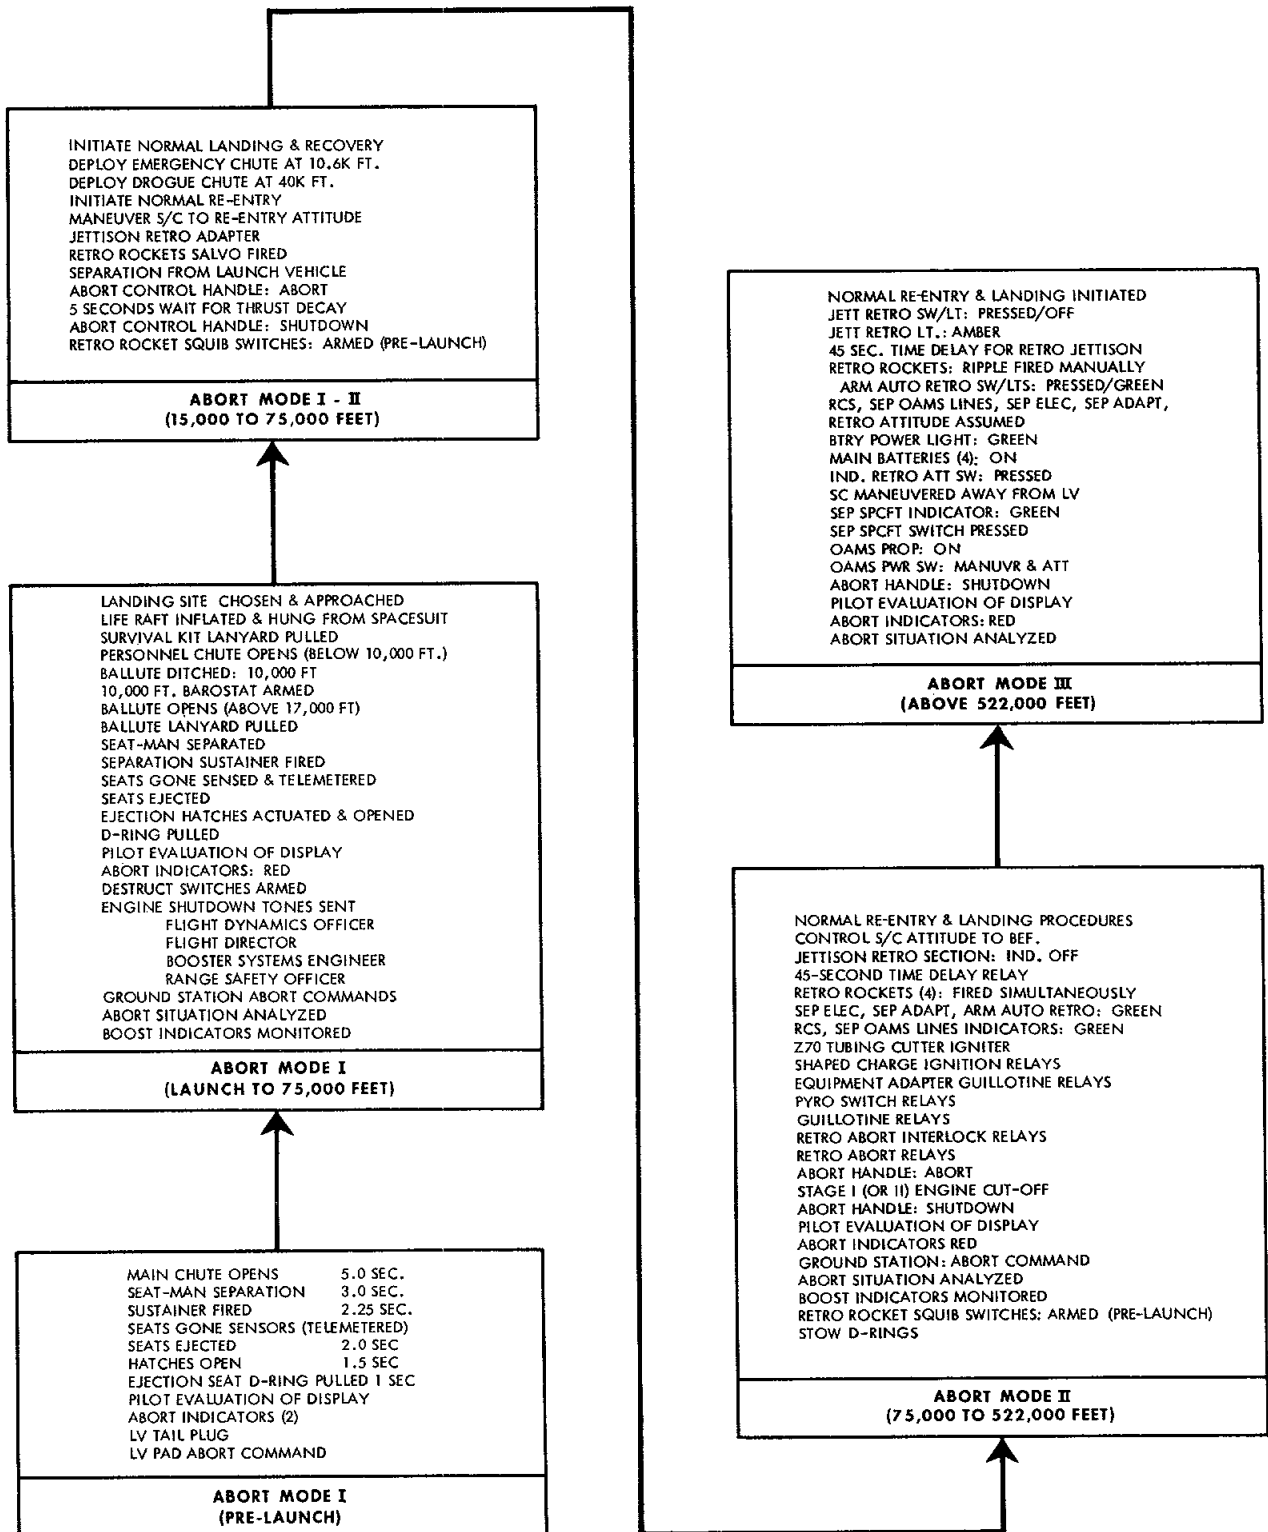 INITIATE NORMAL LANDING & RECOVERY
DEPLOY EMERGENCY CHUTE AT 10.6K FT.
DEPLOY DROGUE CHUTE AT 40K FT.
INITIATE NORMAL RE-ENTRY
MANEUVER S/C TO RE-ENTRY ATTITUDE
JETTISON RETRO ADAPTER
RETRO ROCKETS SALVO FIRED
SEPARATION FROM LAUNCH VEHICLE
ABORT CONTROL HANDLE: ABORT
5 SECONDS WAIT FOR THRUST DECAY
ABORT CONTROL HANDLE: SHUTDOWN
RETRO ROCKET SQUIB SWITCHES: ARMED (PRE-LAUNCH)
ABORT MODE I - II
(15,000 TO 75,000 FEET)
LANDING SITE CHOSEN & APPROACHED
LIFE RAFT INFLATED & HUNG FROM SPACESUIT
SURVIVAL KIT LANYARD PULLED
PERSONNEL CHUTE OPENS (BELOW 10,000 FT.)
BALLUTE DITCHED: 10,000 FT
10,000 FT. BAROSTAT ARMED
BALLUTE OPENS (ABOVE 17,000 FT)
BALLUTE LANYARD PULLED
SEAT-MAN SEPARATED
SEPARATION SUSTAINER FIRED
SEATS GONE SENSED & TELEMETERED
SEATS EJECTED
EJECTION HATCHES ACTUATED & OPENED
D-RING PULLED
PILOT EVALUATION OF DISPLAY
ABORT INDICATORS: RED
DESTRUCT SWITCHES ARMED
ENGINE SHUTDOWN TONES SENT
FLIGHT DYNAMICS OFFICER
FLIGHT DIRECTOR
BOOSTER SYSTEMS ENGINEER
RANGE SAFETY OFFICER
GROUND STATION ABORT COMMANDS
ABORT SITUATION ANALYZED
BOOST INDICATORS MONITORED
ABORT MODE I
(LAUNCH TO 75,000 FEET)
MAIN CHUTE OPENS 5.0 SEC.
SEAT-MAN SEPARATION 3.0 SEC.
SUSTAINER FIRED 2.25 SEC.
SEATS GONE SENSORS (TELEMETERED)
SEATS EJECTED 2.0 SEC
HATCHES OPEN 1.5 SEC
EJECTION SEAT D-RING PULLED 1 SEC
PILOT EVALUATION OF DISPLAY
ABORT INDICATORS (2)
LV TAIL PLUG
LV PAD ABORT COMMAND
ABORT MODE I
(PRE-LAUNCH)
NORMAL RE-ENTRY & LANDING INITIATED
JETT RETRO SW/LT: PRESSED/OFF
JETT RETRO LT.: AMBER
45 SEC. TIME DELAY FOR RETRO JETTISON
RETRO ROCKETS: RIPPLE FIRED MANUALLY
ARM AUTO RETRO SW/LTS: PRESSED/GREEN
RCS, SEP OAMS LINES, SEP ELEC, SEP ADAPT,
RETRO ATTITUDE ASSUMED
BTRY POWER LIGHT: GREEN
MAIN BATTERIES (4): ON
IND. RETRO ATT SW: PRESSED
SC MANEUVERED AWAY FROM LV
SEP SPCFT INDICATOR: GREEN
SEP SPCFT SWITCH PRESSED
OAMS PROP: ON
OAMS PWR SW: MANUVR & ATT
ABORT HANDLE: SHUTDOWN
PILOT EVALUATION OF DISPLAY
ABORT INDICATORS: RED
ABORT SITUATION ANALYZED
ABORT MODE III
(ABOVE 522,000 FEET)
NORMAL RE-ENTRY & LANDING PROCEDURES
CONTROL S/C ATTITUDE TO BEF.
JETTISON RETRO SECTION: IND. OFF
45-SECOND TIME DELAY RELAY
RETRO ROCKETS (4): FIRED SIMULTANEOUSLY
SEP ELEC, SEP ADAPT, ARM AUTO RETRO: GREEN
RCS, SEP OAMS LINES INDICATORS: GREEN
Z70 TUBING CUTTER IGNITER
SHAPED CHARGE IGNITION RELAYS
EQUIPMENT ADAPTER GUILLOTINE RELAYS
PYRO SWITCH RELAYS
GUILLOTINE RELAYS
RETRO ABORT INTERLOCK RELAYS
RETRO ABORT RELAYS
ABORT HANDLE: ABORT
STAGE I (OR II) ENGINE CUT-OFF
ABORT HANDLE: SHUTDOWN
PILOT EVALUATION OF DISPLAY
ABORT INDICATORS RED
GROUND STATION: ABORT COMMAND
ABORT SITUATION ANALYZED
BOOST INDICATORS MONITORED
RETRO ROCKET SQUIB SWITCHES: ARMED (PRE-LAUNCH)
STOW D-RINGS
ABORT MODE II
(75,000 TO 522,000 FEET)